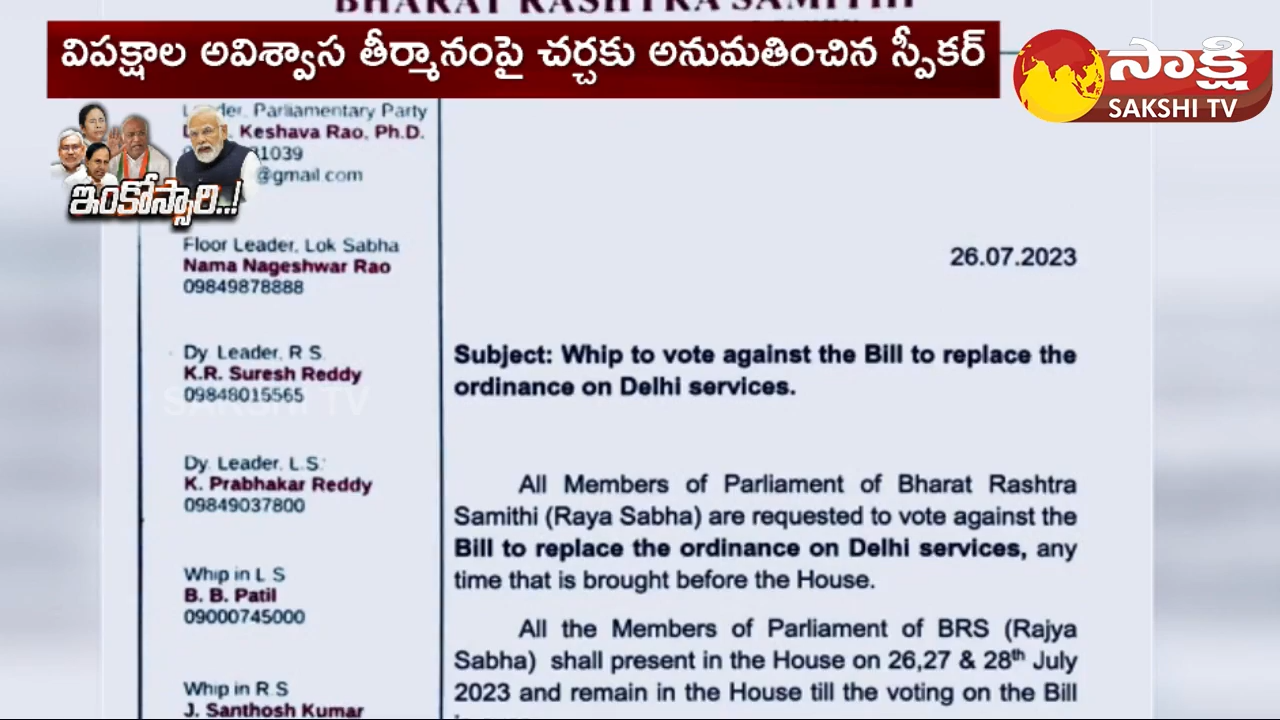 BHARAT RASHTRA SAMITHI
విపక్షాల అవిశ్వాస తీర్మానంపై చర్చకు అనుమతించిన స్పీకర్
సాక్షి
SAKSHI TV
ఇంకోస్సారి..!
Parliamentary Party
Keshava Rao, Ph.D.
31039
@gmail.com
Floor Leader, Lok Sabha
Nama Nageshwar Rao
09849878888
Dy. Leader, R S.
K.R. Suresh Reddy
09848015565
SAKSHI TV
Dy. Leader, L.S.
K. Prabhakar Reddy
09849037800
Whip in L S
B. B. Patil
09000745000
Whip in R S
J. Santhosh Kumar
26.07.2023
Subject: Whip to vote against the Bill to replace the
ordinance on Delhi services.
All Members of Parliament of Bharat Rashtra
Samithi (Raya Sabha) are requested to vote against the
Bill to replace the ordinance on Delhi services, any
time that is brought before the House.
All the Members of Parliament of BRS (Rajya
Sabha) shall present in the House on 26,27 & 28th July
2023 and remain in the House till the voting on the Bill